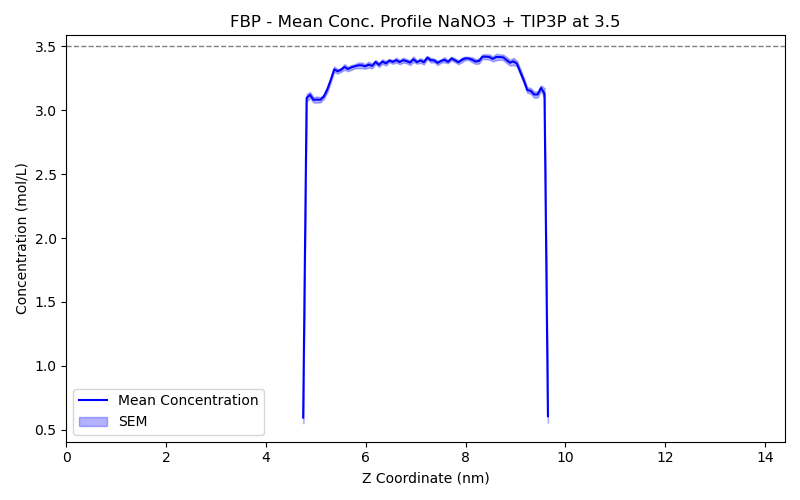 FBP - Mean Conc. Profile NaNO3 + TIP3P at 3.5
3.5
3.0
2.5
2.0
1.5
1.0
0.5
Concentration (mol/L)
Mean Concentration
SEM
0 2 4 6 8 10 12 14
Z Coordinate (nm)